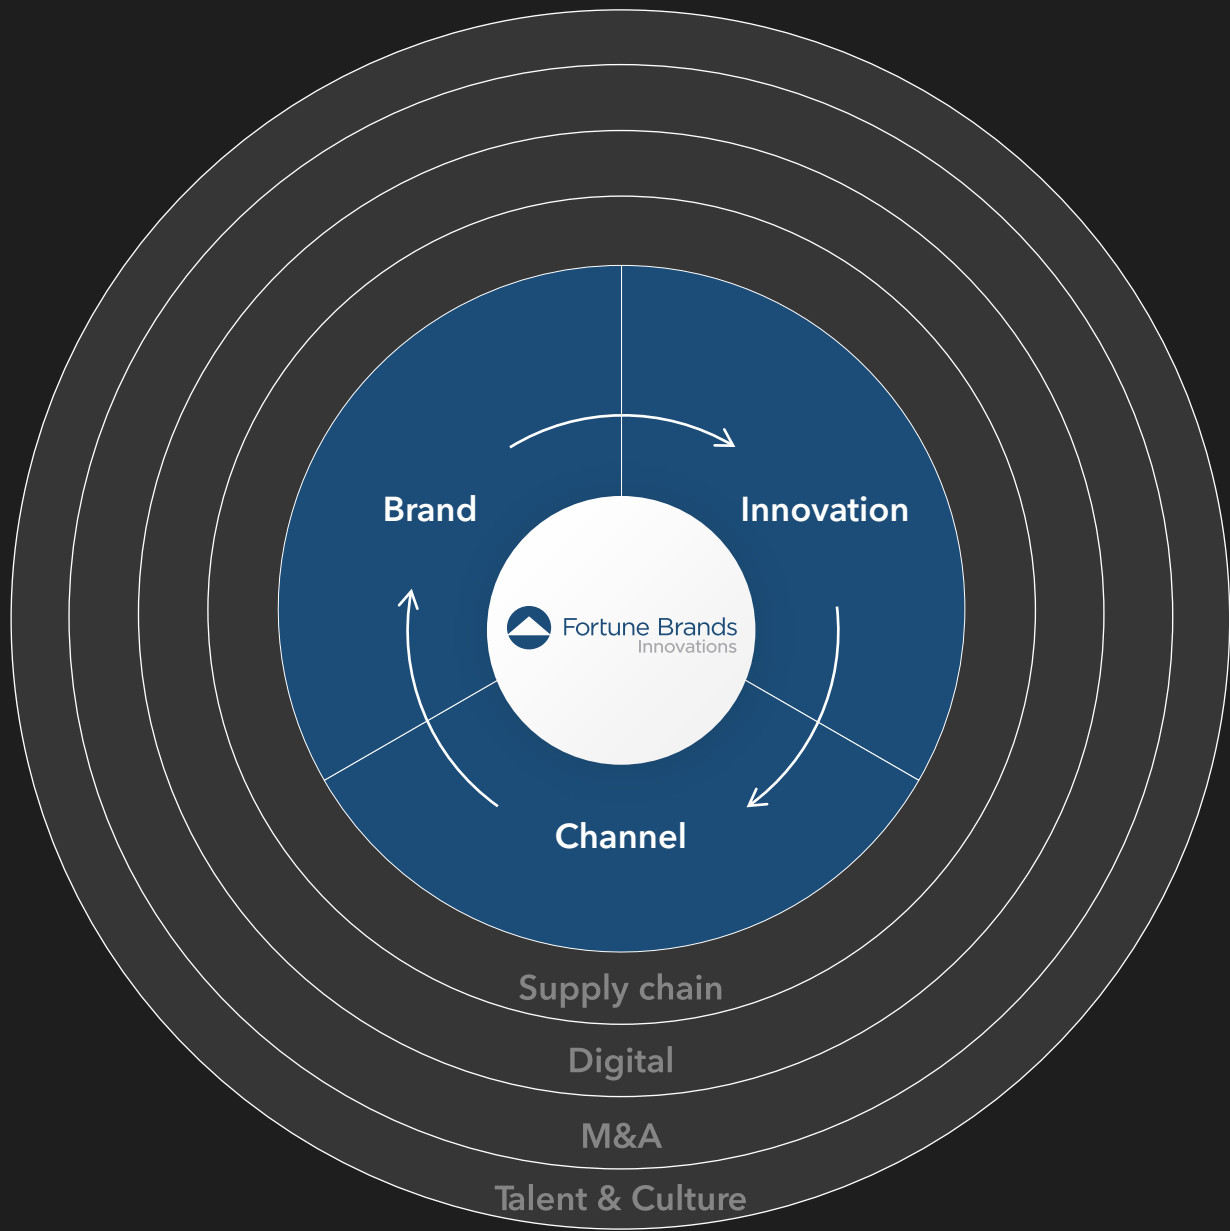 Brand
Innovation
Fortune Brands
Innovations
Channel
Supply chain
Digital
M&A
Talent & Culture